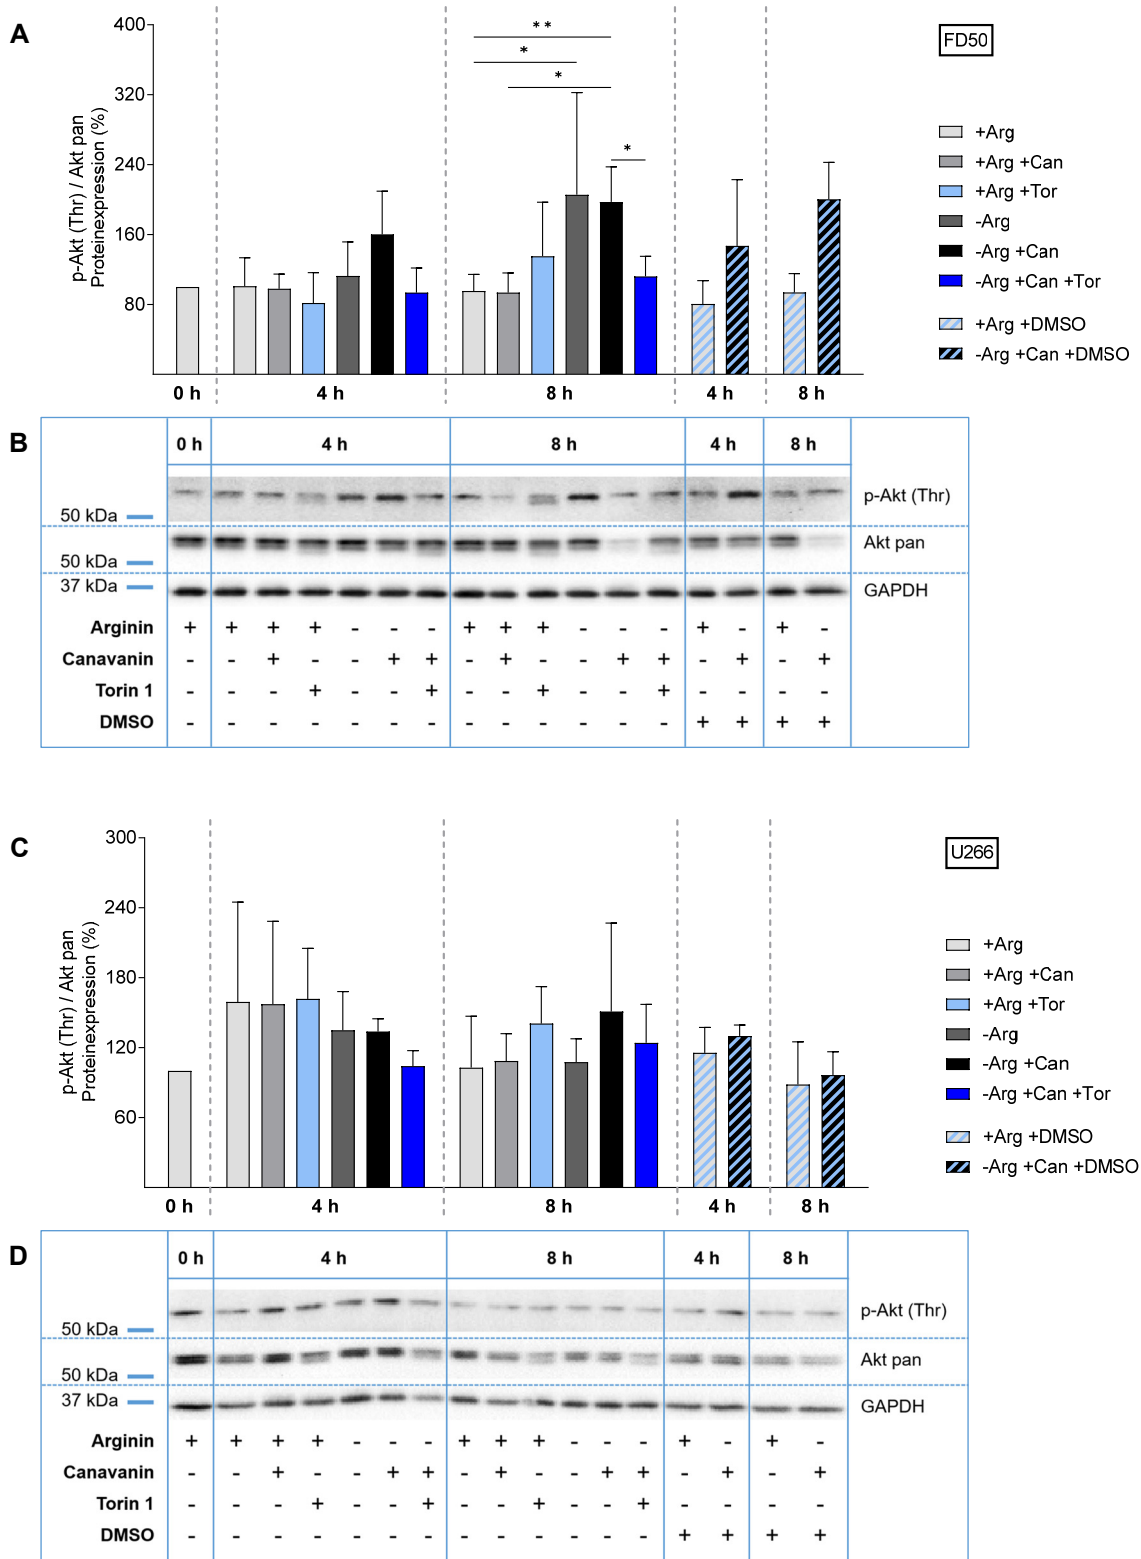 A
FD50
400
320
240
160
80
p-Akt (Thr) / Akt pan
Proteinexpression (%)
**
*
*
*
+Arg
+Arg +Can
+Arg +Tor
-Arg
-Arg +Can
-Arg +Can +Tor
+Arg +DMSO
-Arg +Can +DMSO
0 h 4 h 8 h 4 h 8 h
B
0 h 4 h 8 h 4 h 8 h
p-Akt (Thr)
50 kDa
Akt pan
50 kDa
37 kDa
GAPDH
Arginin + + + + - - - + + + - - - + - + -
Canavanin - - + - - + + - + - - + + - + - +
Torin 1 - - - + - - + - - + - - + - - - -
DMSO - - - - - - - - - - - - - + + + +
C
U266
300
240
180
120
60
p-Akt (Thr) / Akt pan
Proteinexpression (%)
+Arg
+Arg +Can
+Arg +Tor
-Arg
-Arg +Can
-Arg +Can +Tor
+Arg +DMSO
-Arg +Can +DMSO
0 h 4 h 8 h 4 h 8 h
D
0 h 4 h 8 h 4 h 8 h
p-Akt (Thr)
50 kDa
Akt pan
50 kDa
37 kDa
GAPDH
Arginin + + + + - - - + + + - - - + - + -
Canavanin - - + - - + + - + - - + + - + - +
Torin 1 - - - + - - + - - + - - + - - - -
DMSO - - - - - - - - - - - - - + + + +